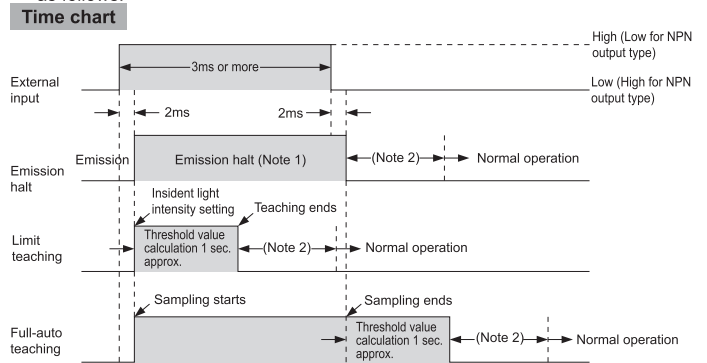 as follows.
Time chart
High (Low for NPN
output type)
3ms or more
External
input
Low (High for NPN
output type)
2ms
2ms
Emission
Emission halt (Note 1)
(Note 2)
Normal operation
Emission
halt
Insident light
intensity setting
Teaching ends
Limit
teaching
Threshold value
calculation 1 sec.
approx.
(Note 2)
Normal operation
Sampling starts
Sampling ends
Full-auto
teaching
Threshold value
calculation 1 sec.
approx.
(Note 2)
Normal operation